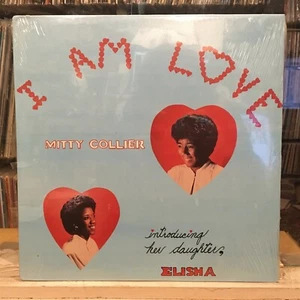 I AM LOVE
MITTY COLLIER
introducing
her daughter,
ELISHA